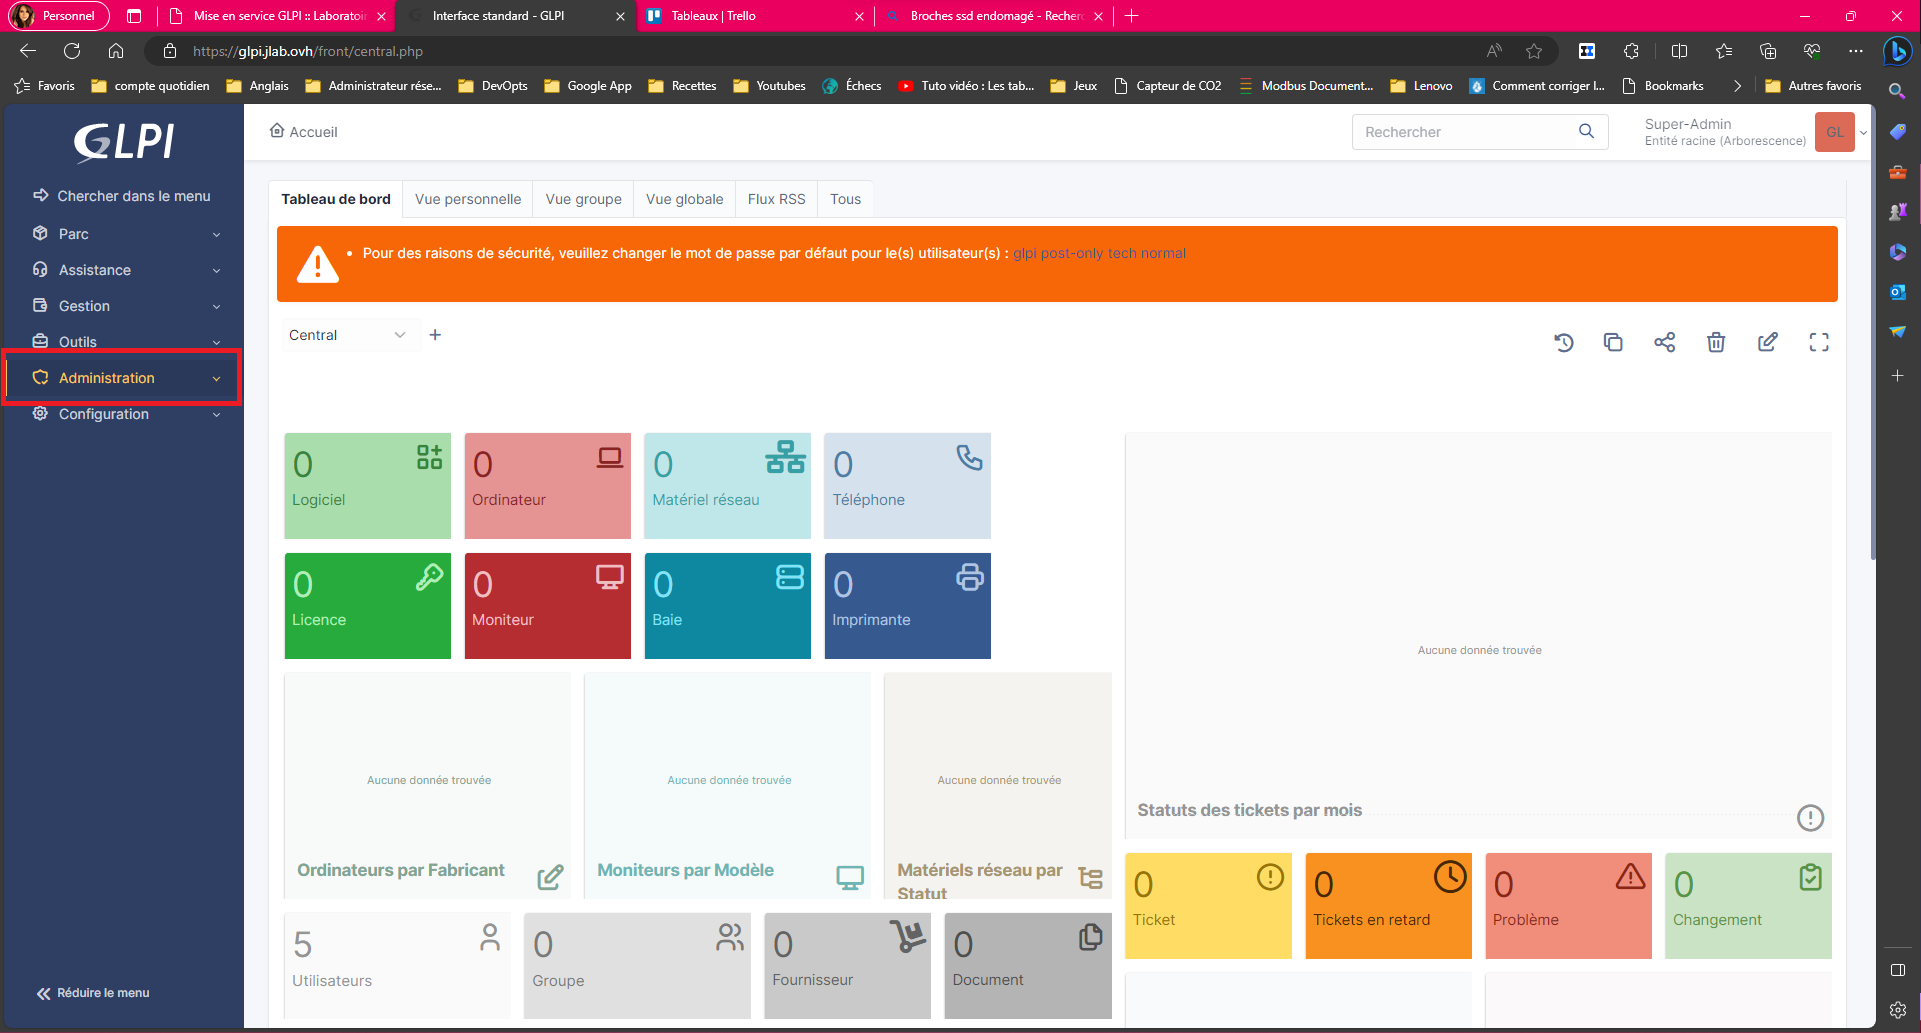 Personnel
Mise en service GLPI :: Laboratoir
Interface standard - GLPI
Tableaux | Trello
Broches ssd endomagé - Recher
https://glpi.jlab.ovh/front/central.php
Favoris
compte quotidien
Anglais
Administrateur rése...
DevOpts
Google App
Recettes
Youtubes
Échecs
Tuto vidéo : Les tab...
Jeux
Capteur de CO2
Modbus Document...
Lenovo
Comment corriger l...
Bookmarks
Autres favoris
GLPI
Accueil
Rechercher
Super-Admin
Entité racine (Arborescence)
GL
Chercher dans le menu
Parc
Assistance
Gestion
Outils
Administration
Configuration
Réduire le menu
Tableau de bord
Vue personnelle
Vue groupe
Vue globale
Flux RSS
Tous
• Pour des raisons de sécurité, veuillez changer le mot de passe par défaut pour le(s) utilisateur(s) : glpi post-only tech normal
Central
0
Logiciel
0
Ordinateur
0
Matériel réseau
0
Téléphone
0
Licence
0
Moniteur
0
Baie
0
Imprimante
Aucune donnée trouvée
Statuts des tickets par mois
Aucune donnée trouvée
Ordinateurs par Fabricant
Aucune donnée trouvée
Moniteurs par Modèle
Aucune donnée trouvée
Matériels réseau par
Statut
0
Ticket
0
Tickets en retard
0
Problème
0
Changement
5
Utilisateurs
0
Groupe
0
Fournisseur
0
Document